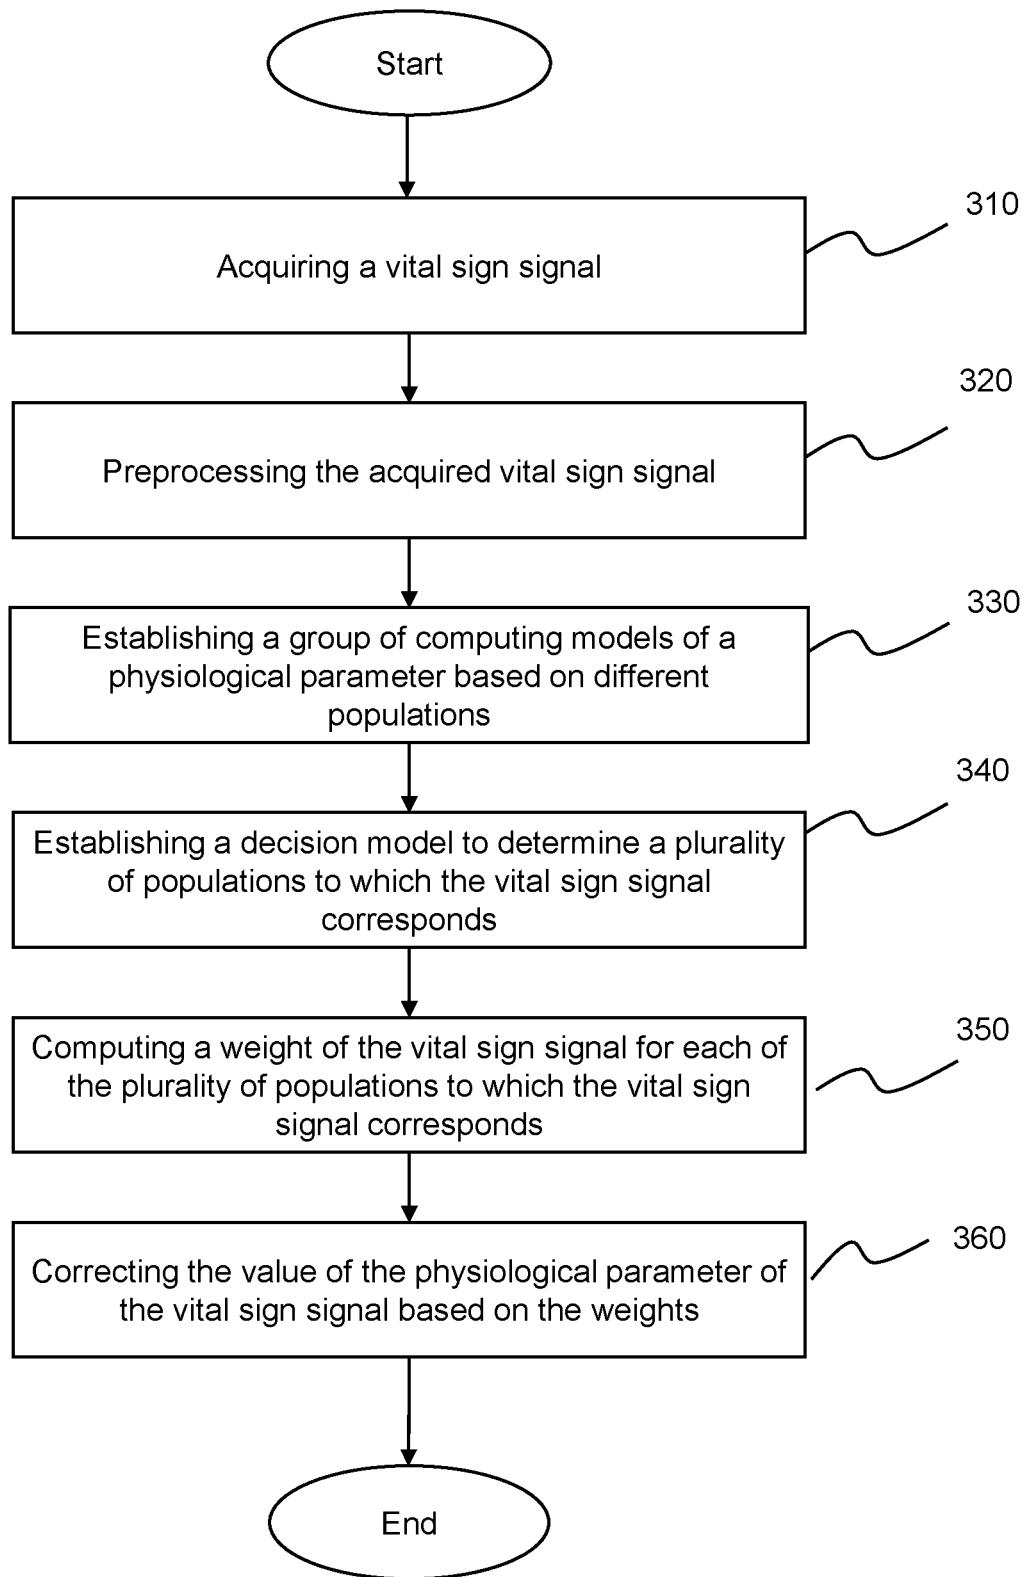 Start
310
Acquiring a vital sign signal
320
Preprocessing the acquired vital sign signal
330
Establishing a group of computing models of a
physiological parameter based on different
populations
340
Establishing a decision model to determine a plurality
of populations to which the vital sign signal
corresponds
350
Computing a weight of the vital sign signal for each of
the plurality of populations to which the vital sign
signal corresponds
360
Correcting the value of the physiological parameter of
the vital sign signal based on the weights
End